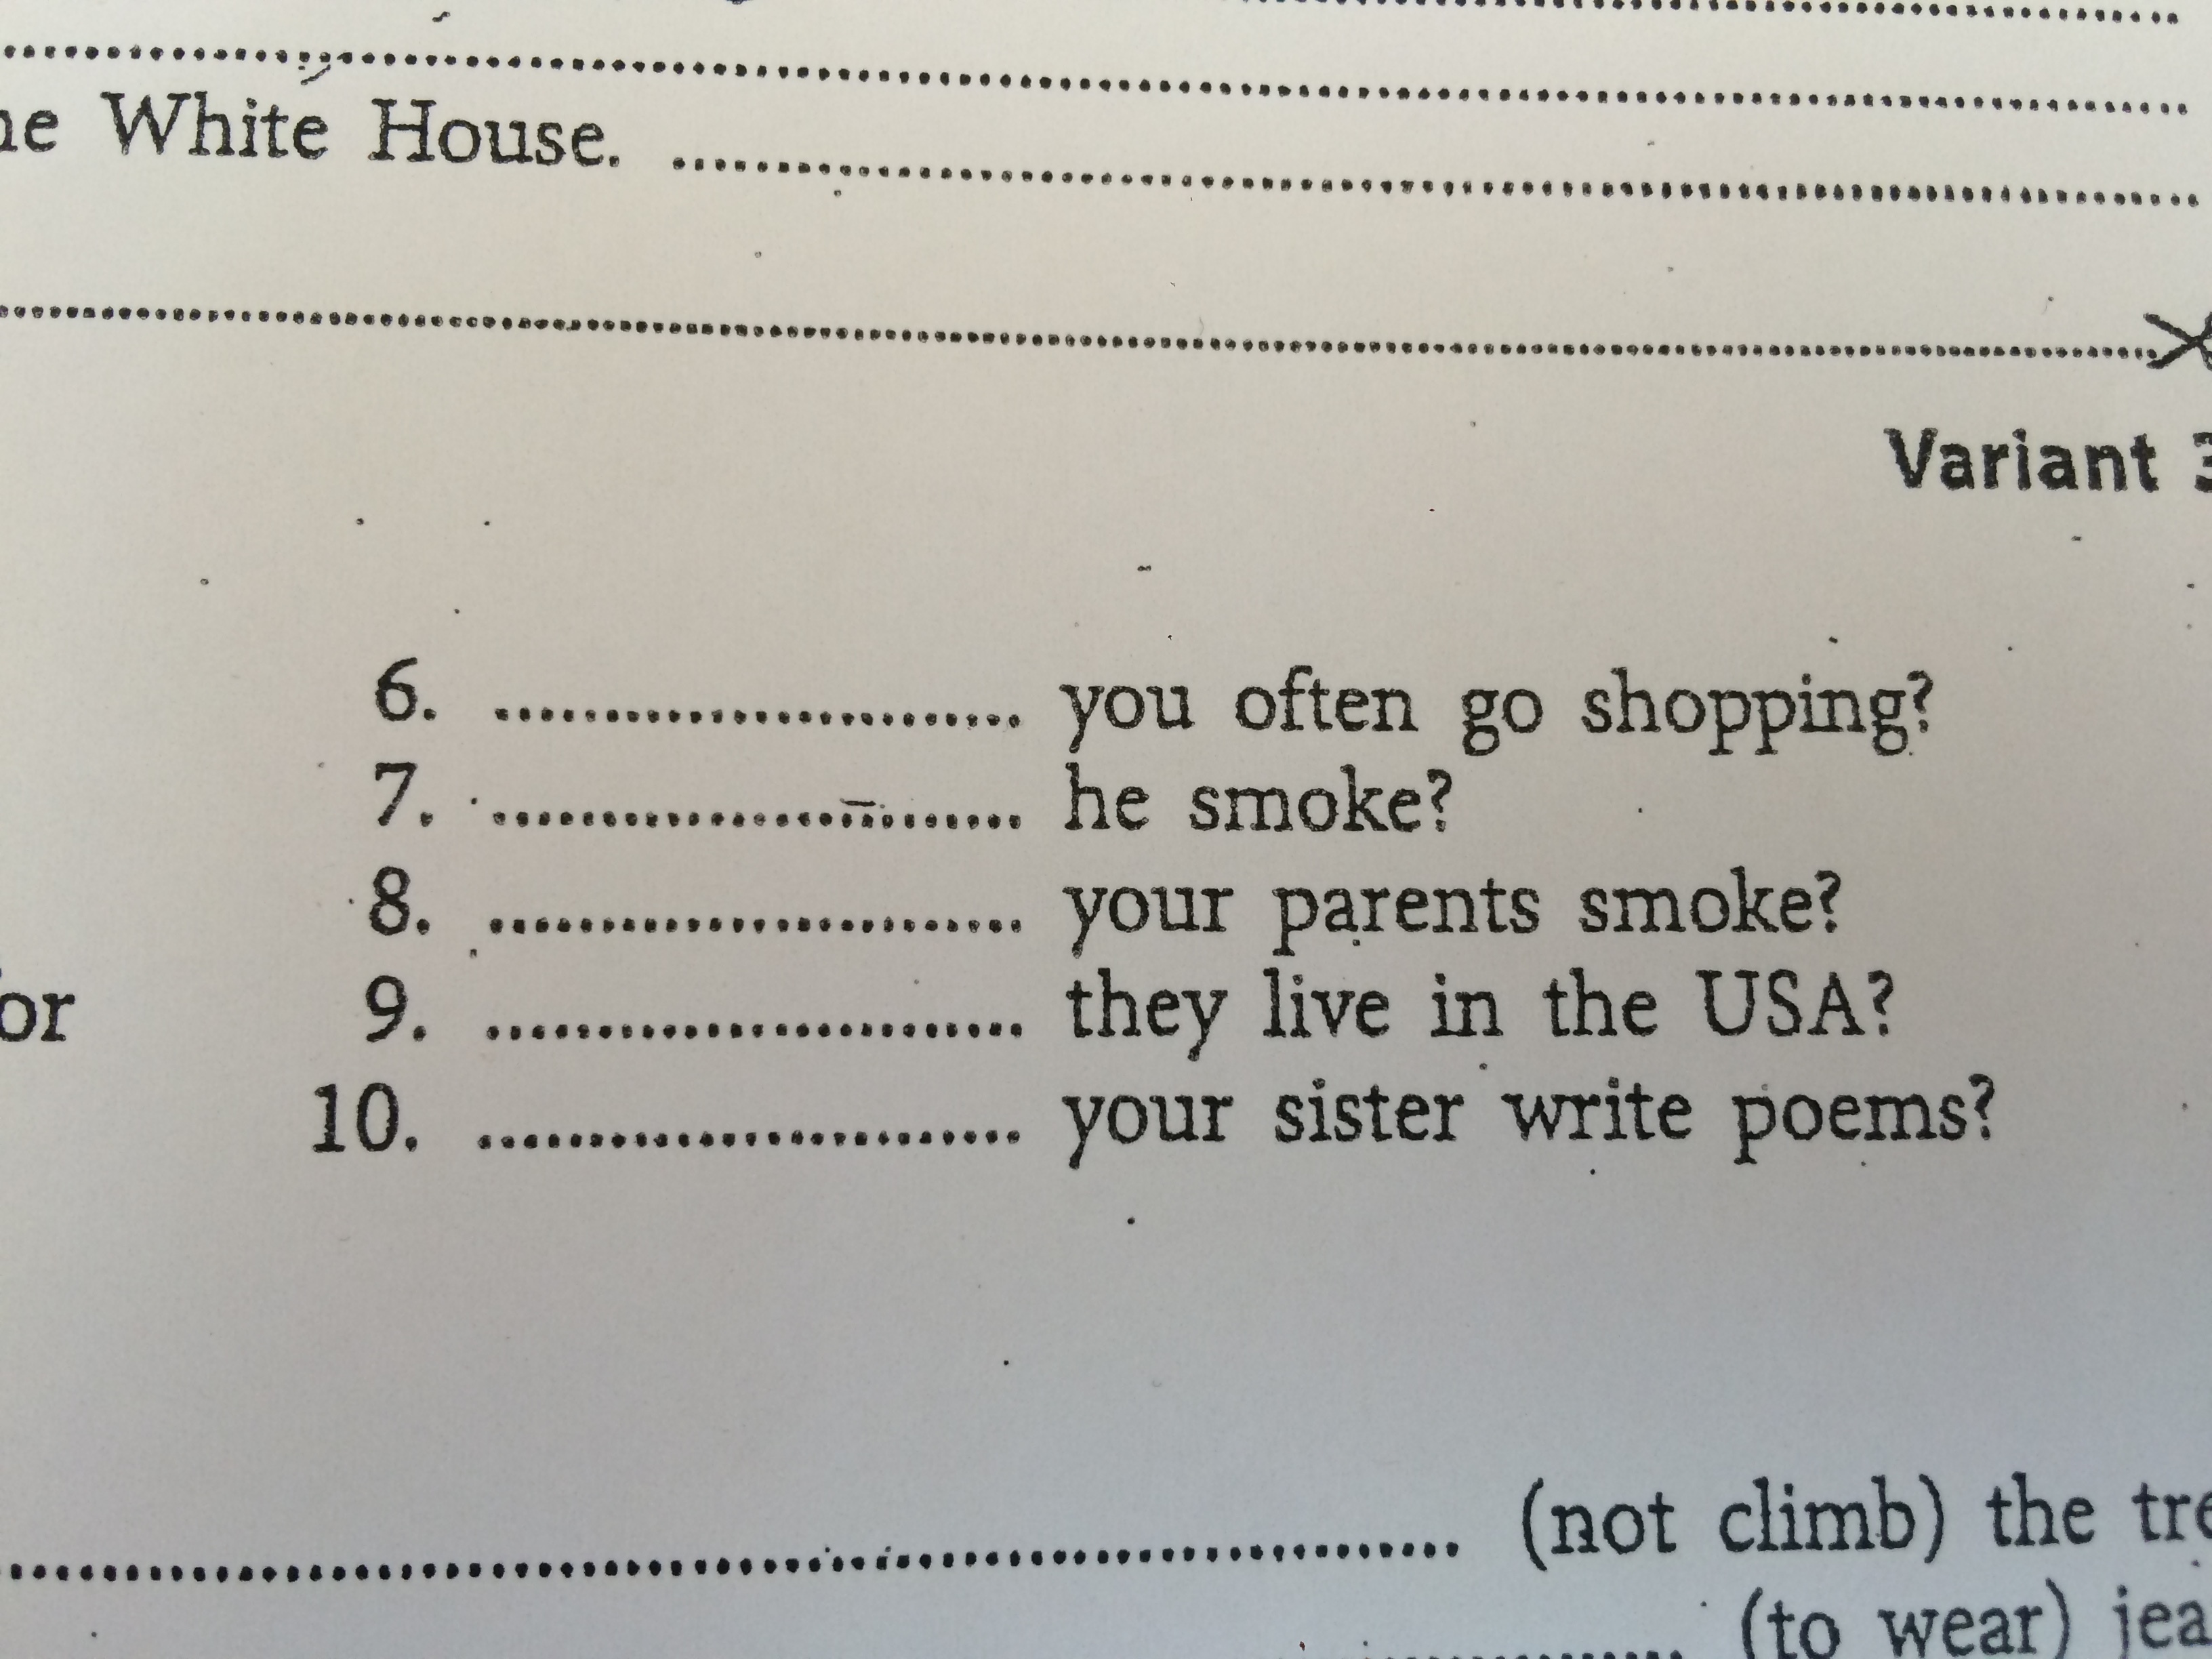 White House. ........................................
Variant 3
6. .......................... you often go shopping?
7. .......................... he smoke?
8. .......................... your parents smoke?
or 9. .......................... they live in the USA?
10. .......................... your sister write poems?
........................................ (not climb) the
.................... (to wear)